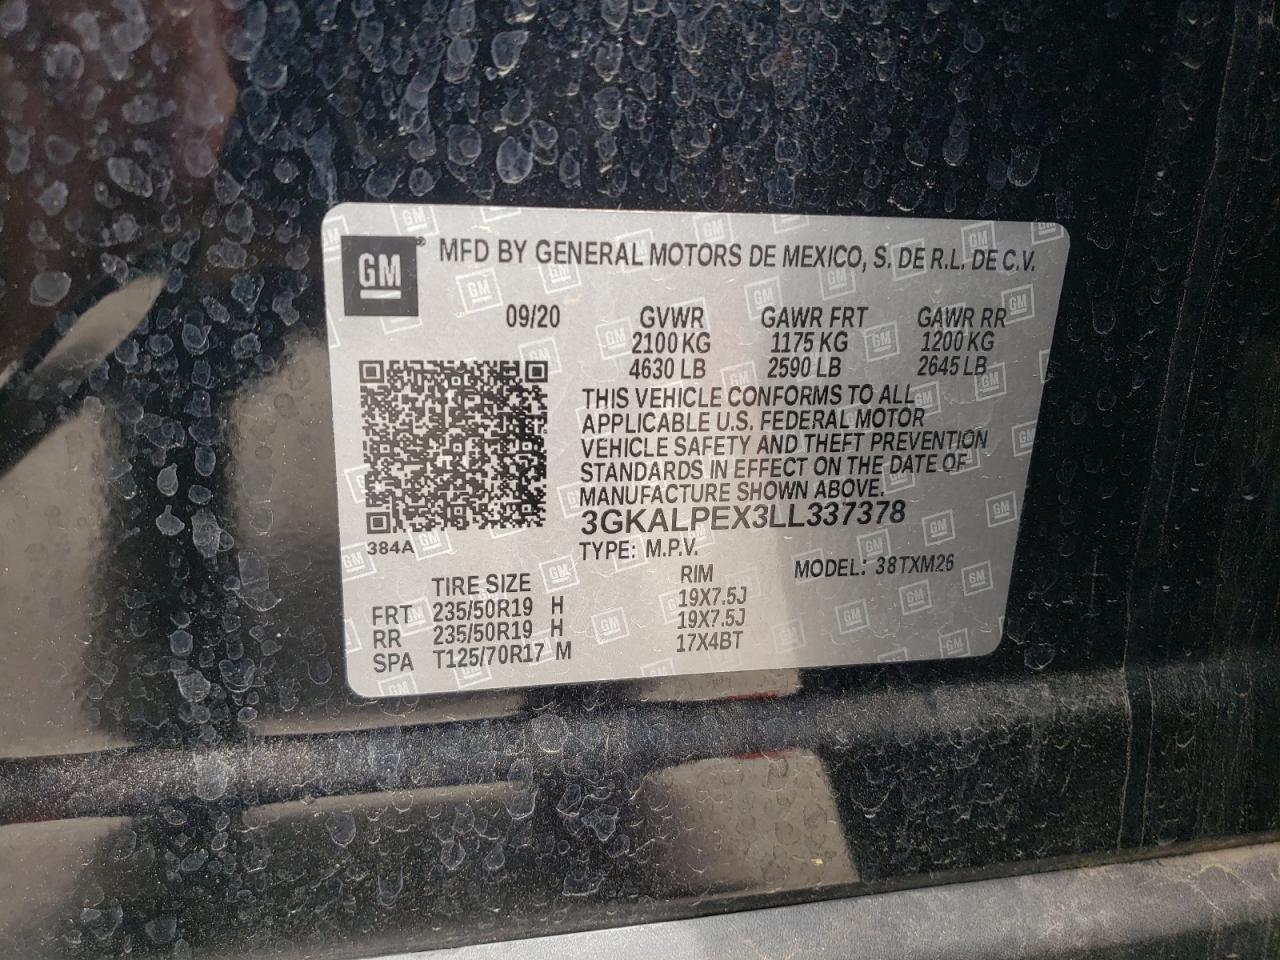 GM® MFD BY GENERAL MOTORS DE MEXICO, S. DE R.L. DE C.V.
09/20 GVWR GAWR FRT GAWR RR
2100 KG 1175 KG 1200 KG
4630 LB 2590 LB 2645 LB
THIS VEHICLE CONFORMS TO ALL
APPLICABLE U.S. FEDERAL MOTOR
VEHICLE SAFETY AND THEFT PREVENTION
STANDARDS IN EFFECT ON THE DATE OF
MANUFACTURE SHOWN ABOVE.
3GKALPEX3LL337378
384A TYPE: M.P.V. MODEL: 38TXM26
TIRE SIZE RIM
FRT 235/50R19 H 19X7.5J
RR 235/50R19 H 19X7.5J
SPA T125/70R17 M 17X4BT